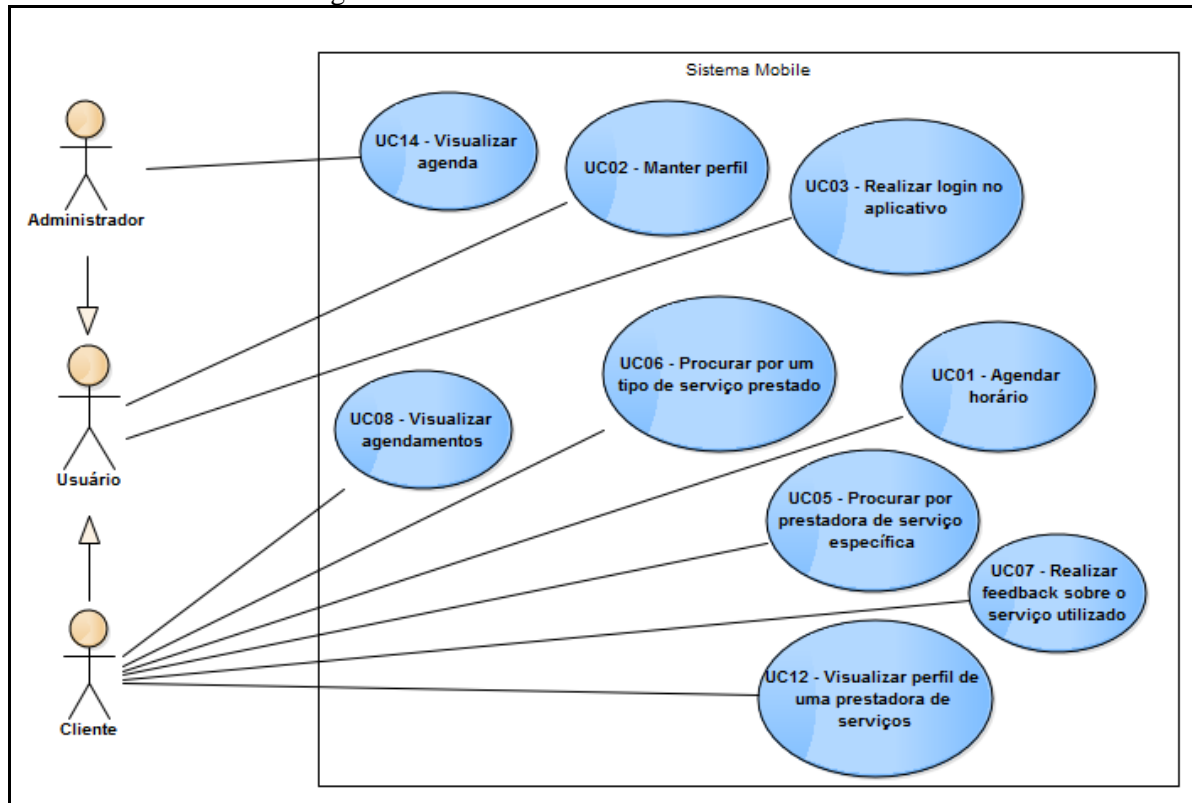 Sistema Mobile
UC14 - Visualizar
agenda
UC02 - Manter perfil
UC03 - Realizar login no
aplicativo
Administrador
UC06 - Procurar por um
tipo de serviço prestado
UC01 - Agendar
horário
UC08 - Visualizar
agendamentos
Usuário
UC05 - Procurar por
prestadora de serviço
específica
UC07 - Realizar
feedback sobre o
serviço utilizado
UC12 - Visualizar perfil de
uma prestadora de
serviços
Cliente